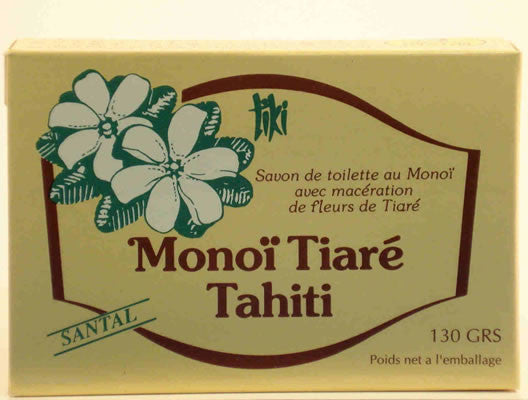 tiki
Savon de toilette au Monoï
avec macération
de fleurs de Tiaré
Monoï Tiaré
Tahiti
SANTAL
130 GRS
Poids net a l'emballage